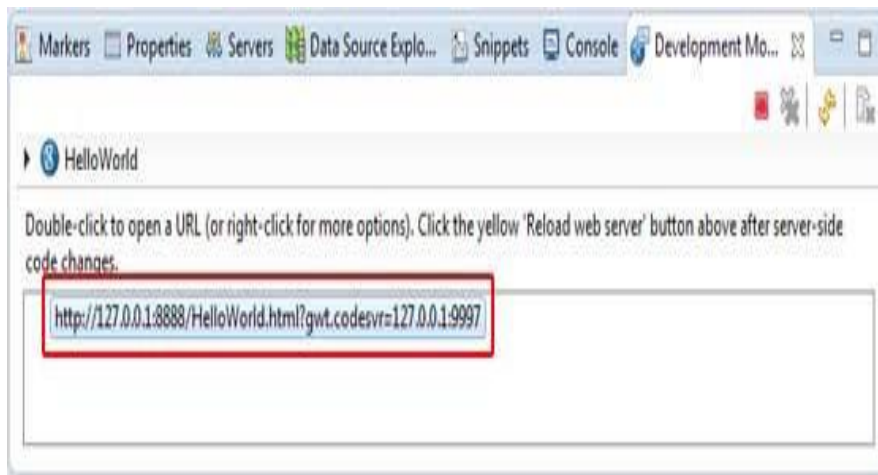 Markers Properties Servers Data Source Explo... Snippets Console Development Mo...
HelloWorld
Double-click to open a URL (or right-click for more options). Click the yellow 'Reload web server' button above after server-side
code changes.
http://127.0.0.1:8888/HelloWorld.html?gwt.codesvr=127.0.0.1:9997